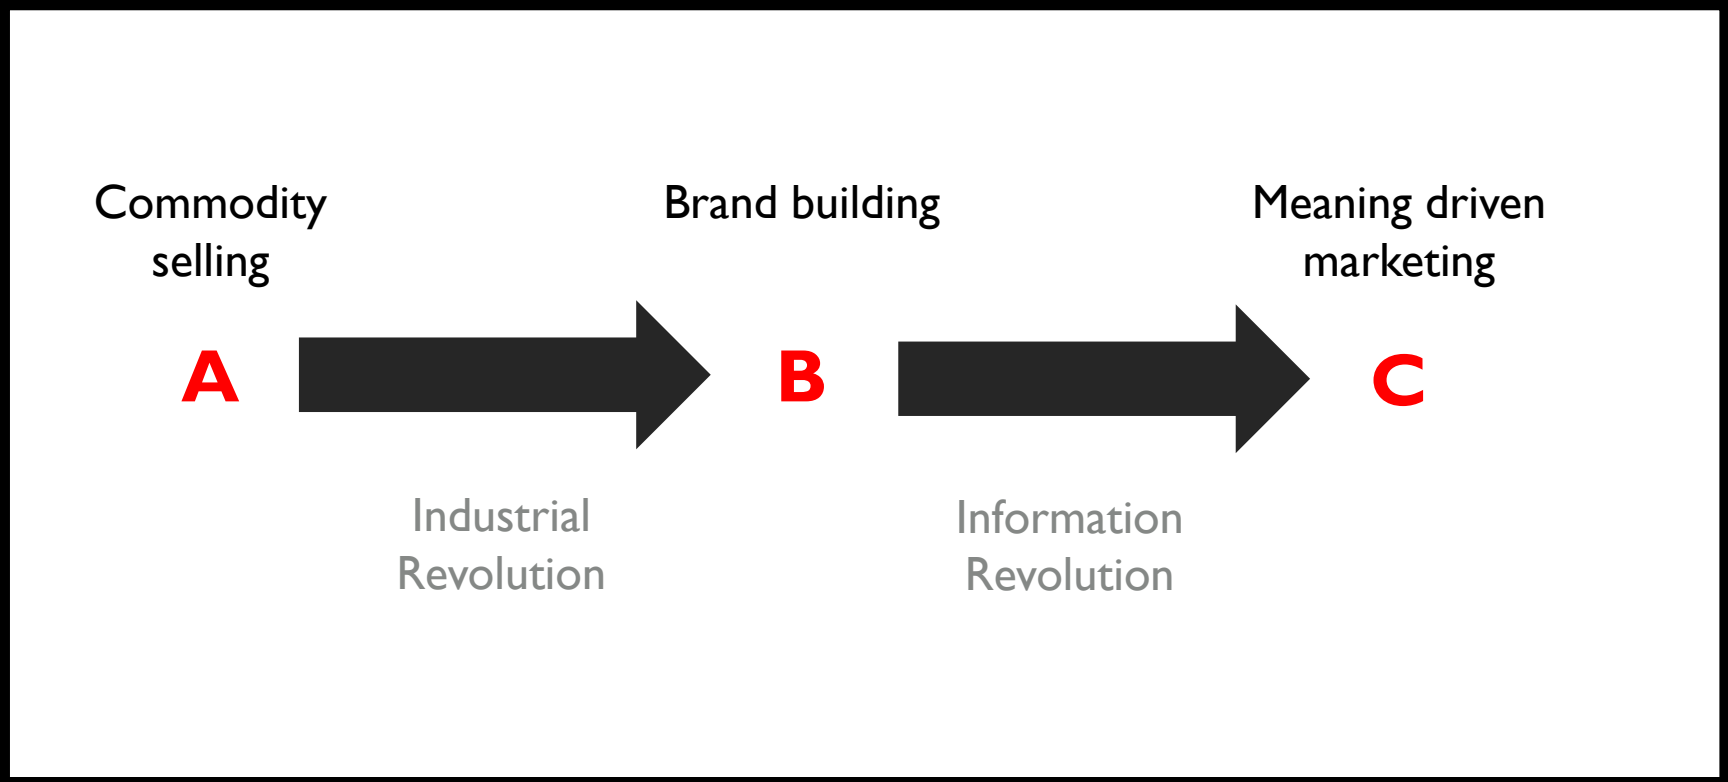 Commodity
selling
Brand building
Meaning driven
marketing
A
B
C
Industrial
Revolution
Information
Revolution